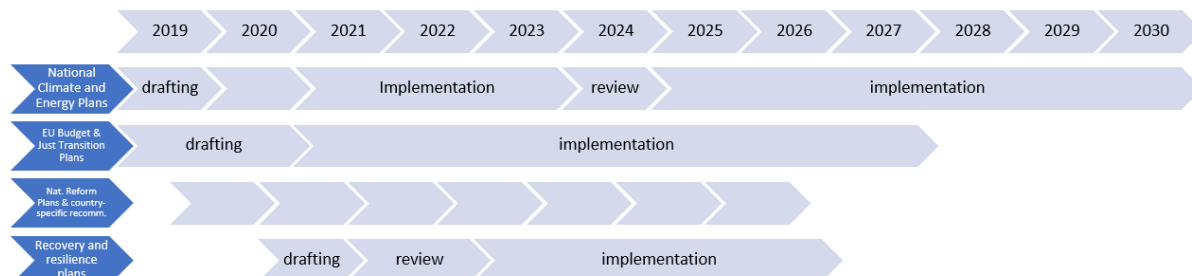 2019 2020 2021 2022 2023 2024 2025 2026 2027 2028 2029 2030
National
Climate and
Energy Plans
drafting Implementation review implementation
EU Budget &
Just Transition
Plans
drafting implementation
Nat. Reform
Plans & country-
specific recomm.
Recovery and
resilience
plans
drafting review implementation